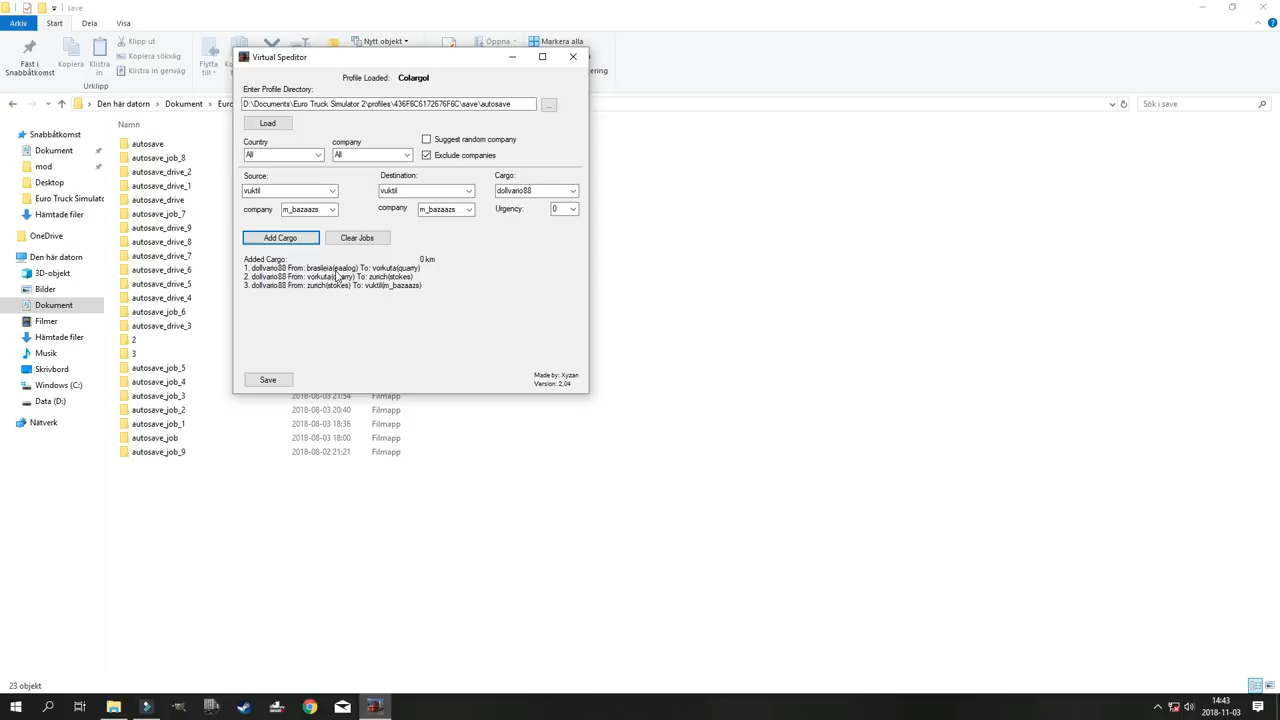 save
Arkiv
Start
Dela
Visa
Fäst i
Snabbåtkomst
Kopiera
Klistra
in
Klipp ut
Kopiera sökväg
Klistra in genväg
Urklipp
Flytta
till
Nytt objekt
Öppna
Markera alla
Den här datorn
Dokument
Sök i save
Virtual Speditor
Profile Loaded: Colargol
Enter Profile Directory:
D:\Documents\Euro Truck Simulator 2\profiles\436F6C6172676F6C\save\autosave
...
Load
Country
company
All
All
Suggest random company
Exclude companies
Source:
Destination:
Cargo:
vuktil
vuktil
dollvario88
company
m_bazaazs
company
m_bazaazs
Urgency:
0
Add Cargo
Clear Jobs
Added Cargo:
0 km
1. dollvario88 From: brasileia(eaalog) To: vorkuta(quarry)
2. dollvario88 From: vorkuta(quarry) To: zurich(stokes)
3. dollvario88 From: zurich(stokes) To: vuktil(m_bazaazs)
Save
Made by: Xyzan
Version: 2,04
Snabbåtkomst
Dokument
mod
Desktop
Euro Truck Simulato
Hämtade filer
OneDrive
Den här datorn
3D-objekt
Bilder
Dokument
Filmer
Hämtade filer
Musik
Skrivbord
Windows (C:)
Data (D:)
Nätverk
Namn
autosave
autosave_job_8
autosave_drive_2
autosave_drive_1
autosave_drive
autosave_job_7
autosave_drive_9
autosave_drive_8
autosave_drive_7
autosave_drive_6
autosave_drive_5
autosave_drive_4
autosave_job_6
autosave_drive_3
2
3
autosave_job_5
autosave_job_4
autosave_job_3 2018-08-03 21:54 Filmapp
autosave_job_2 2018-08-03 20:40 Filmapp
autosave_job_1 2018-08-03 18:36 Filmapp
autosave_job 2018-08-03 18:00 Filmapp
autosave_job_9 2018-08-02 21:21 Filmapp
23 objekt
14:43
2018-11-03